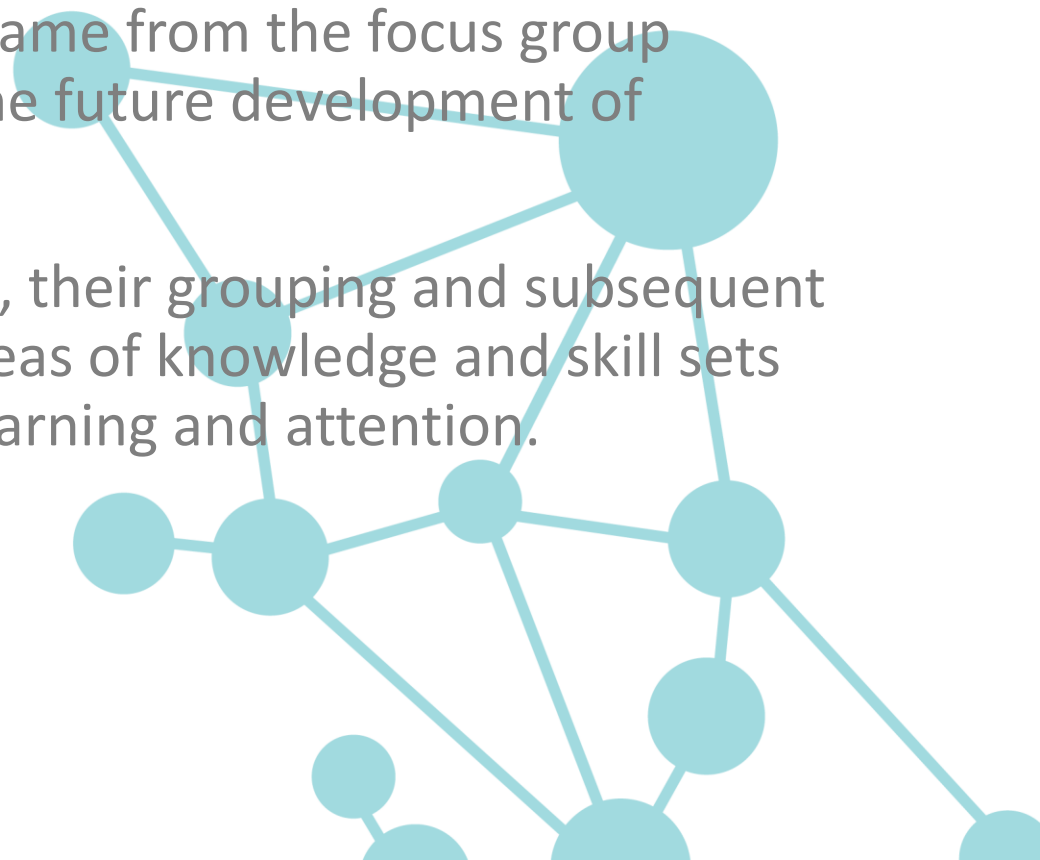 ame from the focus group
e future development of
, their grouping and subsequent
eas of knowledge and skill sets
arning and attention.